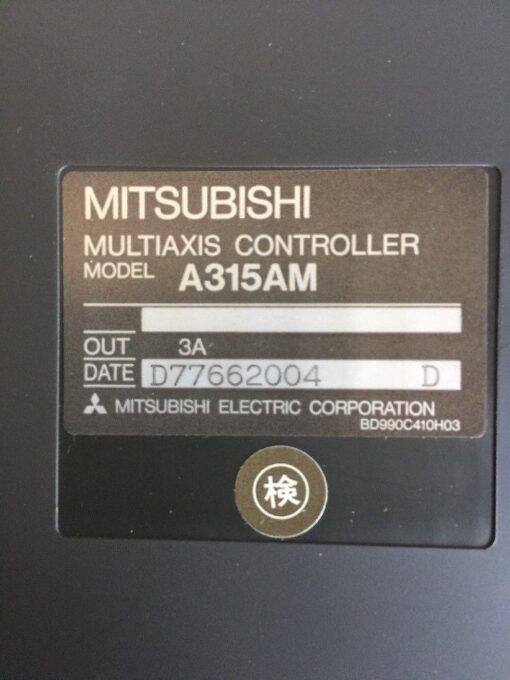 MITSUBISHI
MULTIAXIS CONTROLLER
MODEL A315AM
OUT 3A
DATE D77662004 D
MITSUBISHI ELECTRIC CORPORATION
BD990C410H03
検